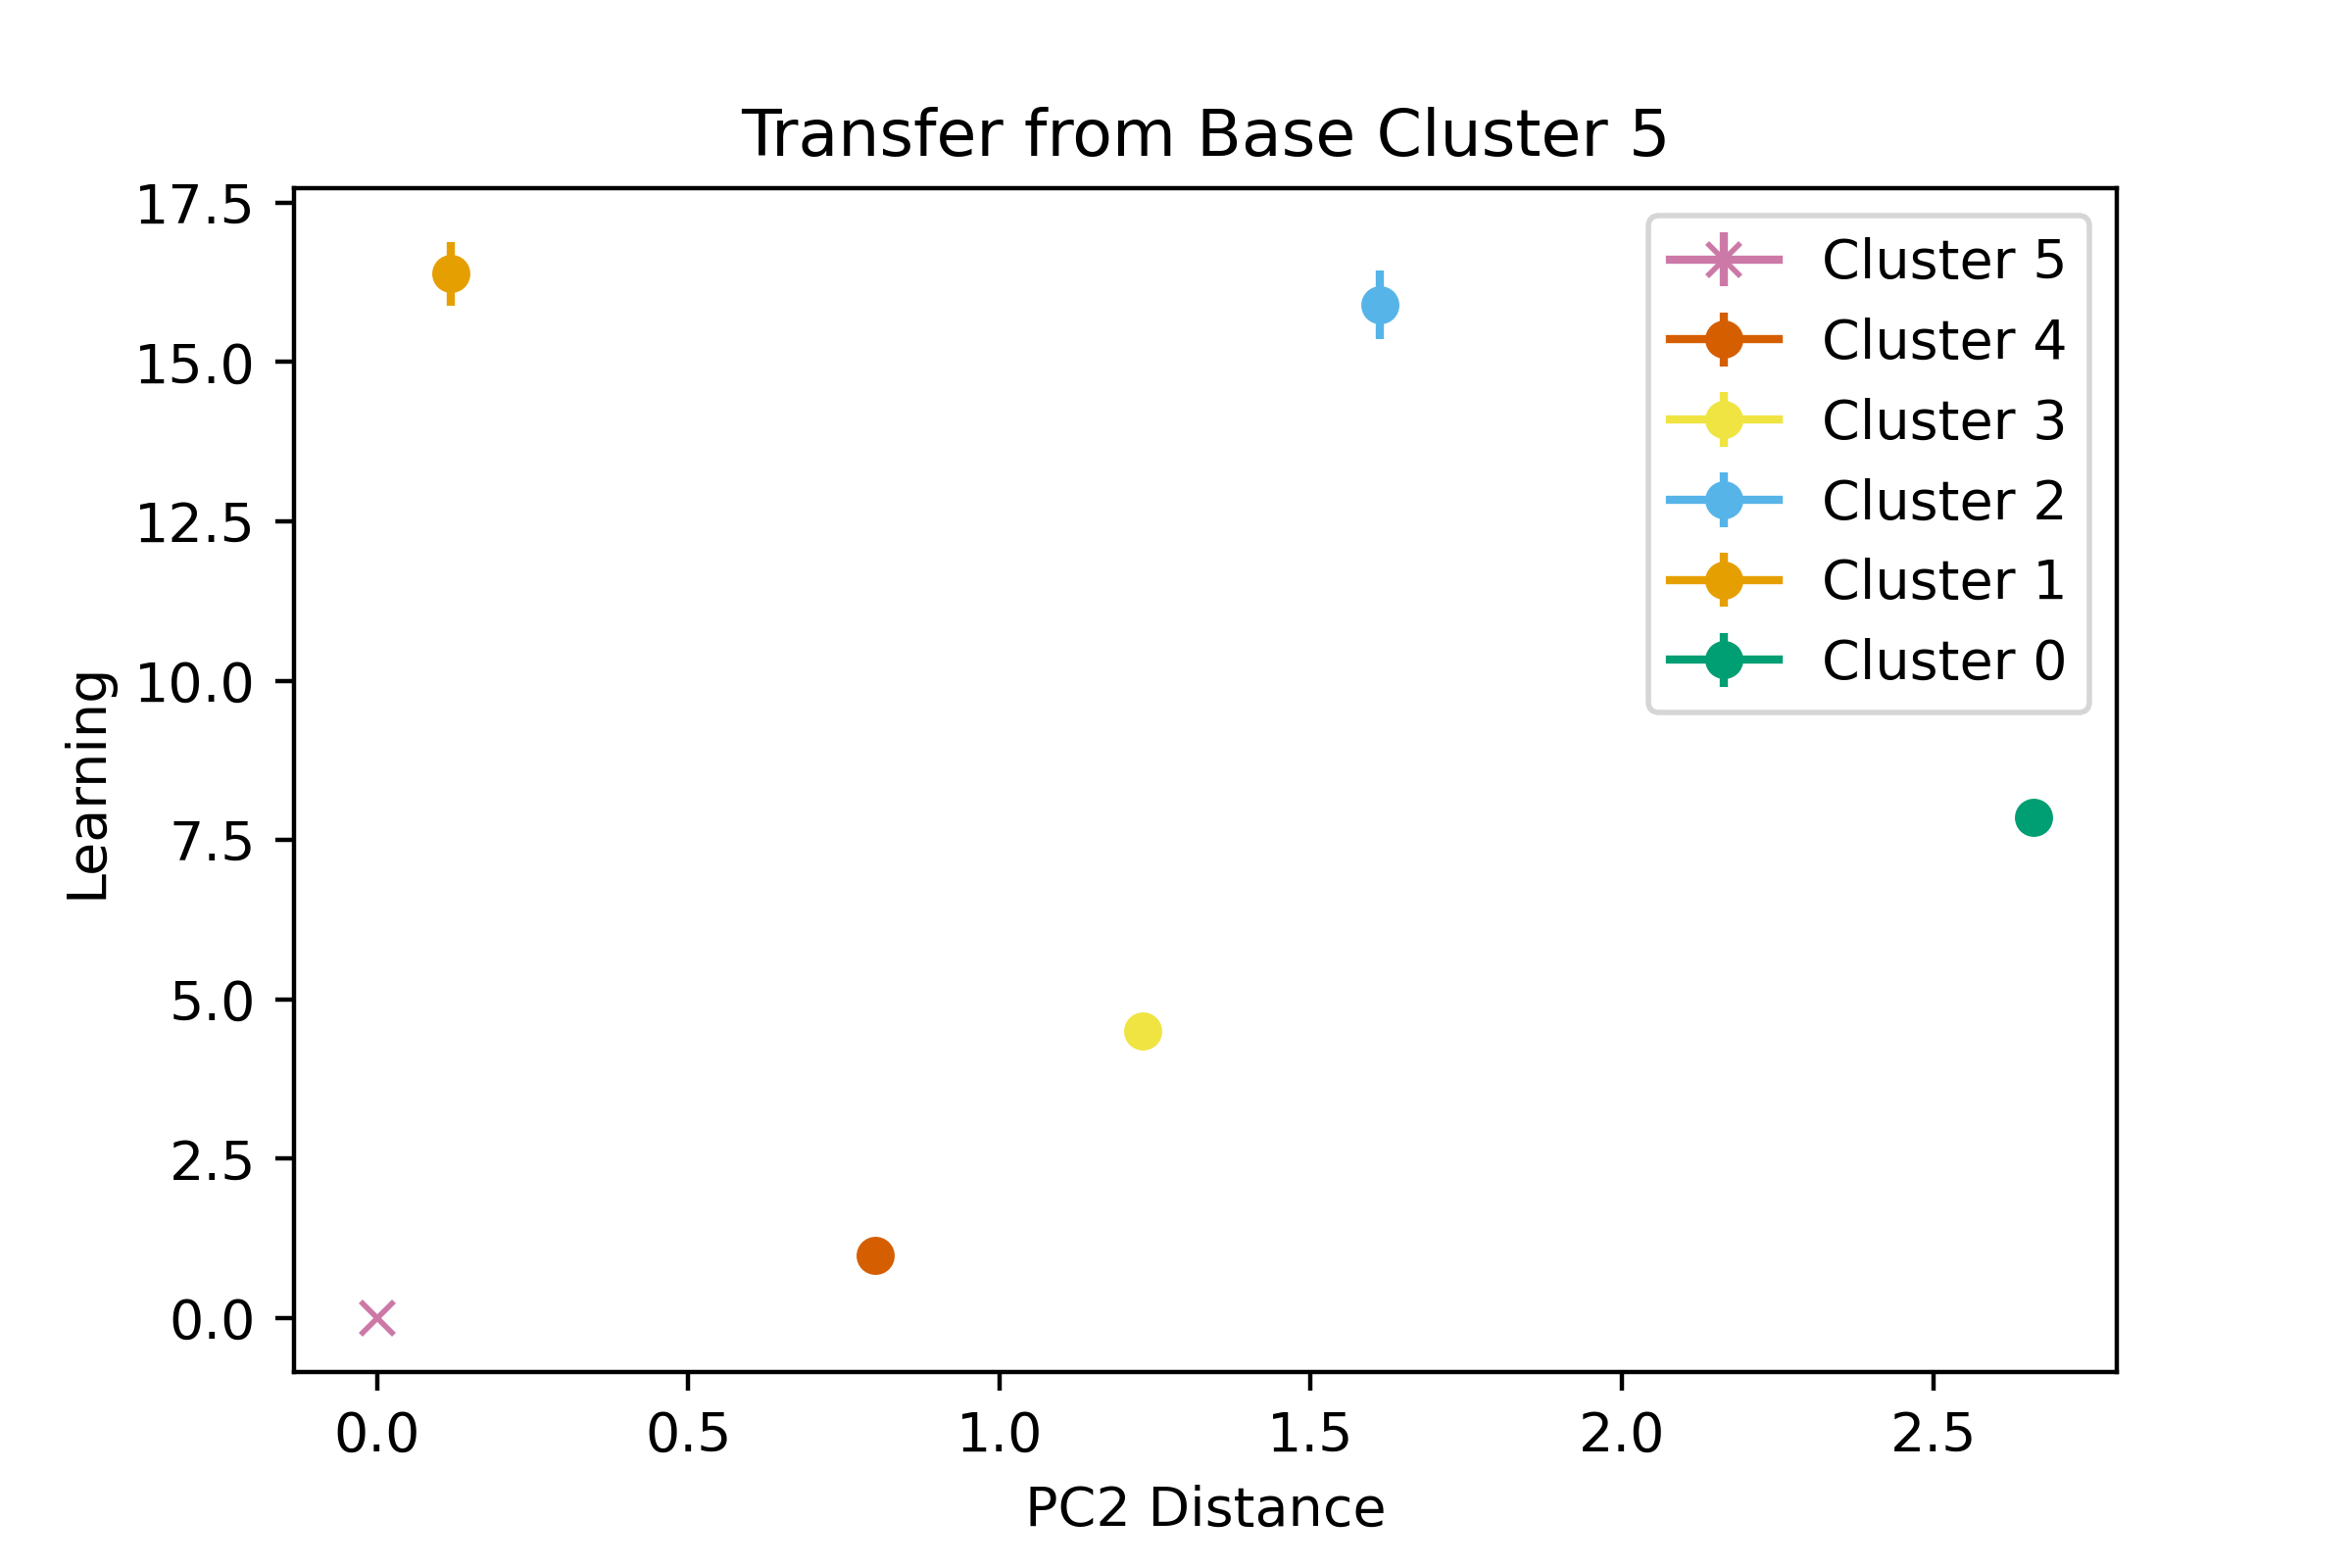 Transfer from Base Cluster 5
17.5
15.0
12.5
10.0
7.5
5.0
2.5
0.0
Learning
Cluster 5
Cluster 4
Cluster 3
Cluster 2
Cluster 1
Cluster 0
0.0 0.5 1.0 1.5 2.0 2.5
PC2 Distance